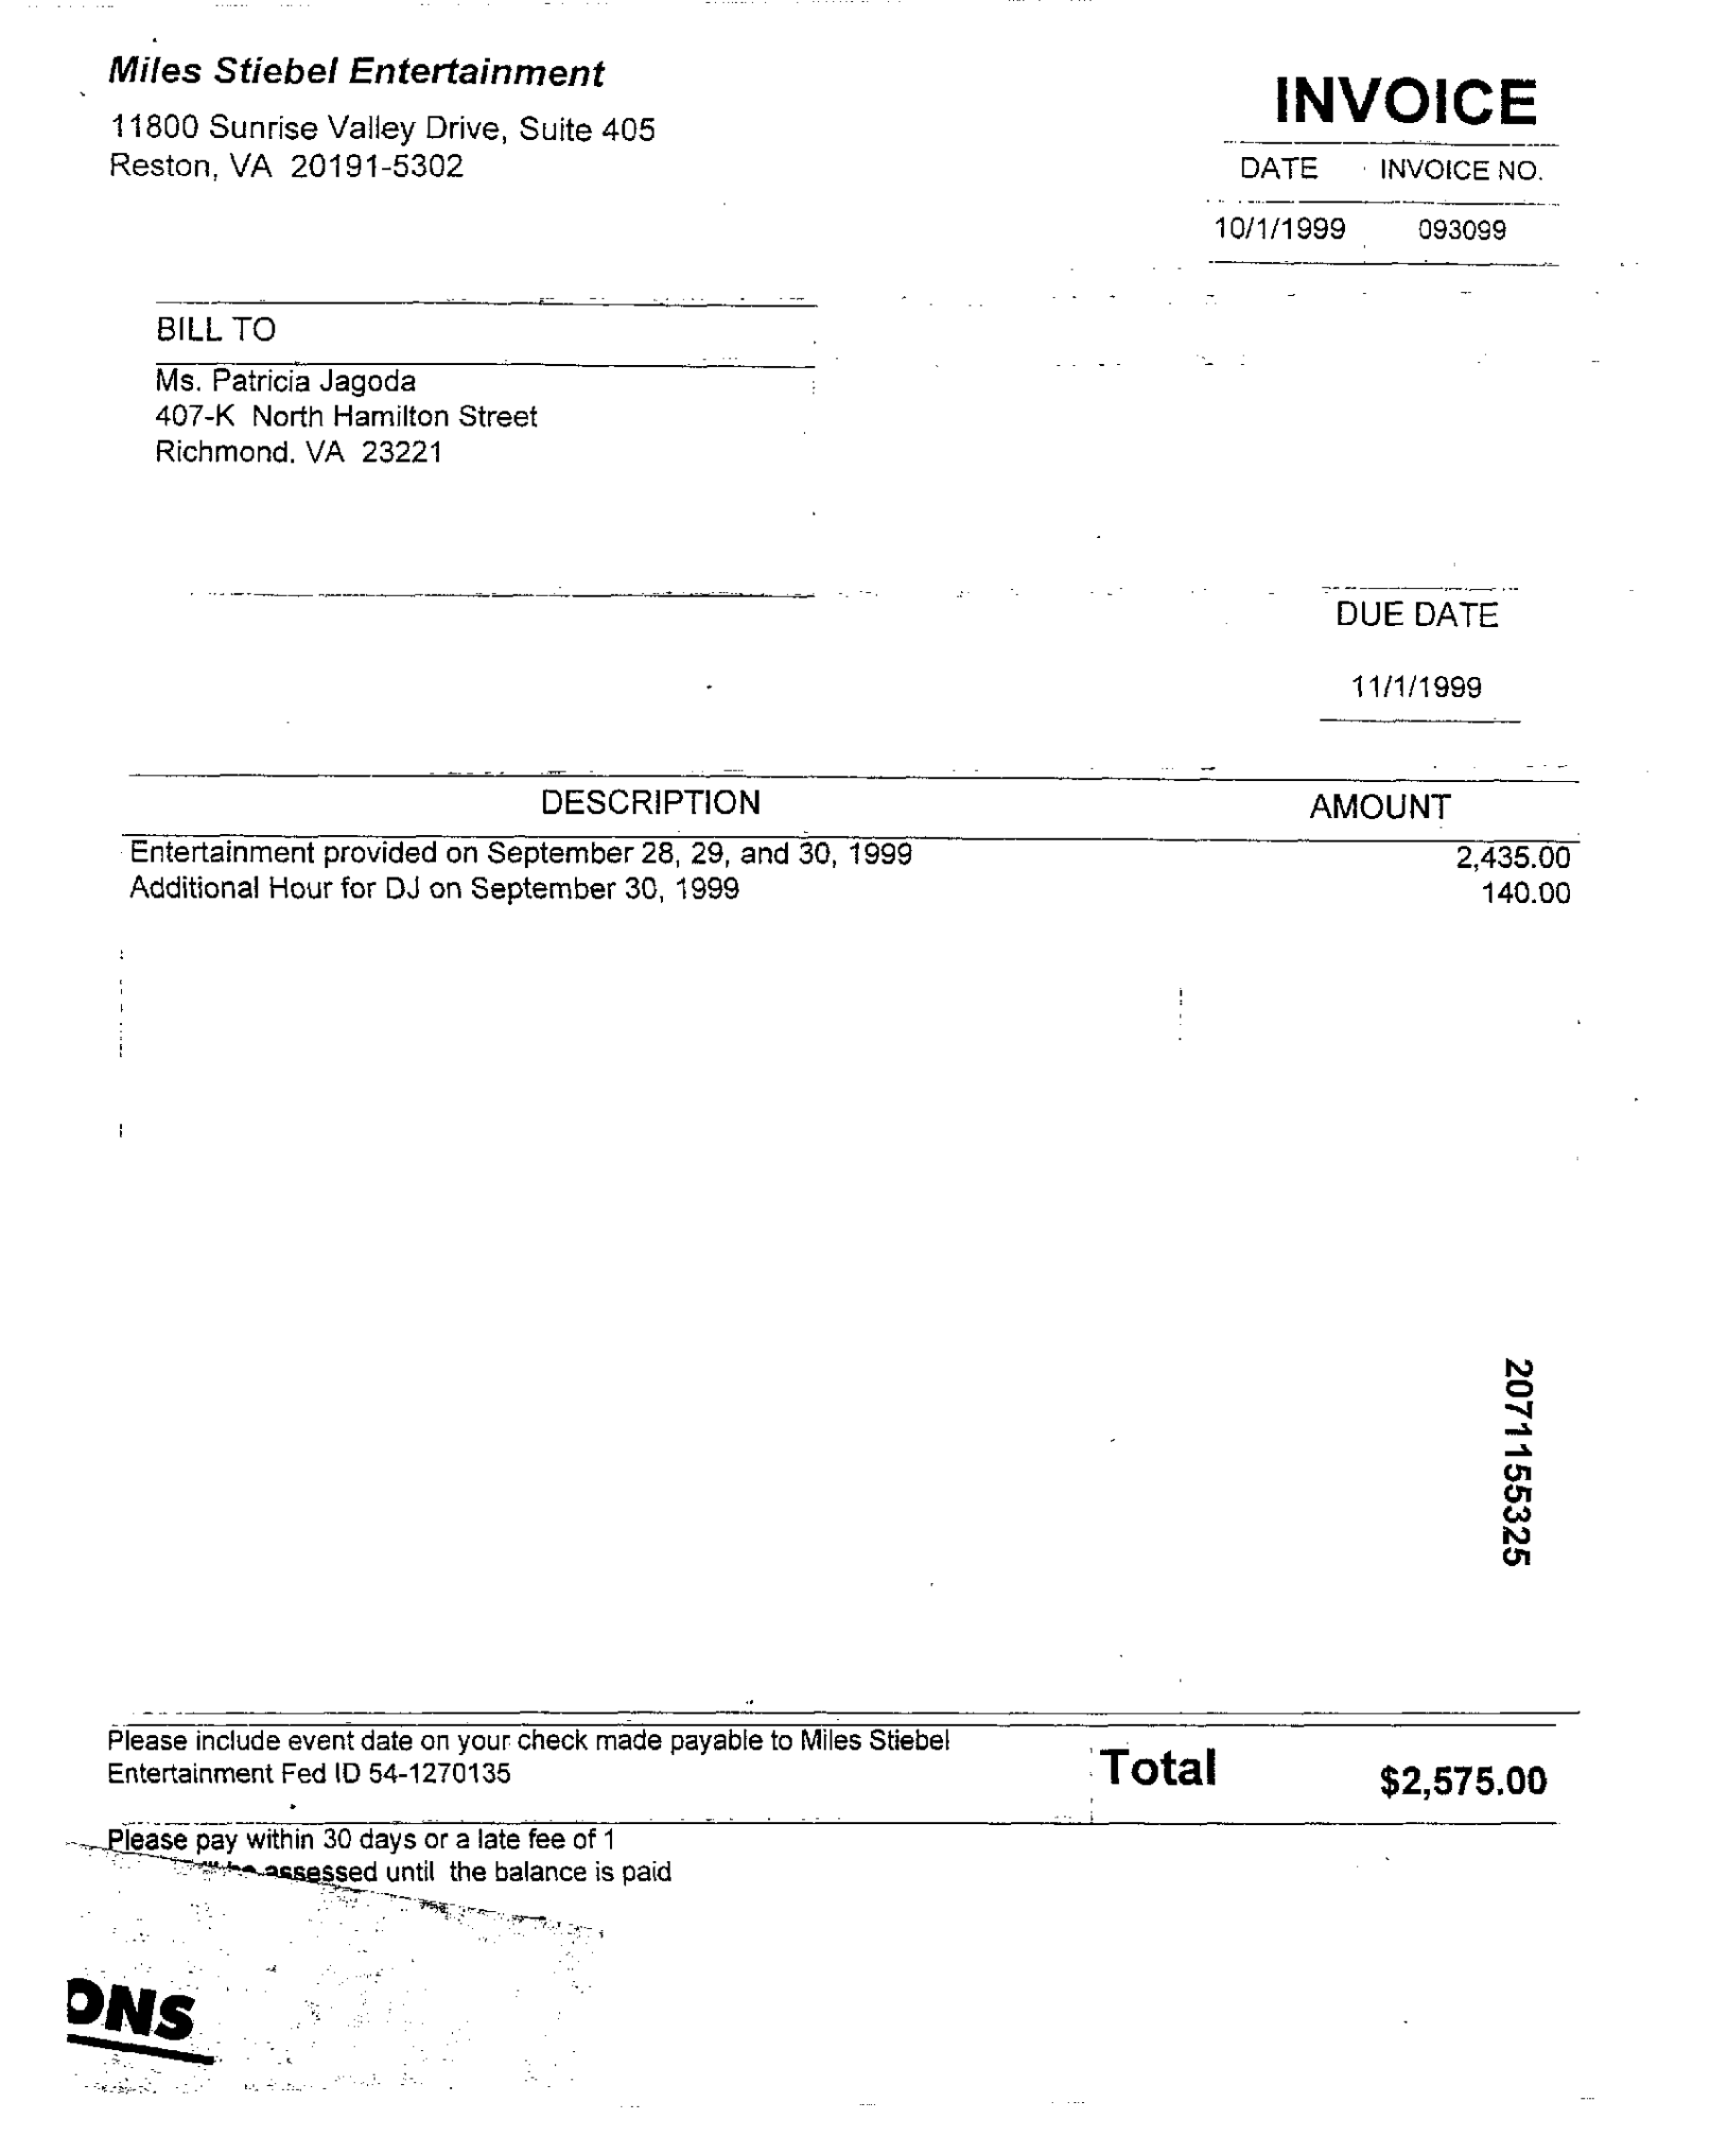 Miles Stiebel Entertainment
11800 Sunrise Valley Drive, Suite 405
Reston, VA 20191-5302
INVOICE
DATE INVOICE NO.
10/1/1999 093099
BILL TO
Ms. Patricia Jagoda
407-K North Hamilton Street
Richmond, VA 23221
DUE DATE
11/1/1999
DESCRIPTION AMOUNT
Entertainment provided on September 28, 29, and 30, 1999 2,435.00
Additional Hour for DJ on September 30, 1999 140.00
2071155325
Please include event date on your check made payable to Miles Stiebel
Entertainment Fed ID 54-1270135
Total $2,575.00
Please pay within 30 days or a late fee of 1
assessed until the balance is paid
ONS